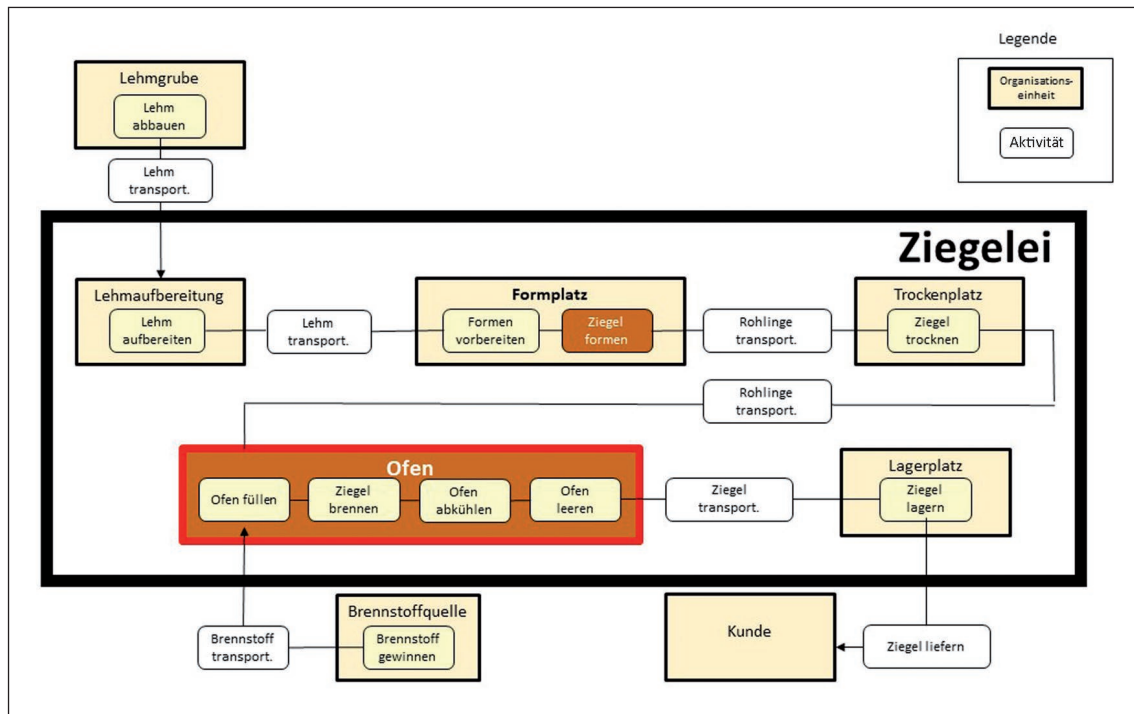 Legende
Organisations-
einheit
Aktivität
Lehmgrube
Lehm
abbauen
Lehm
transport.
Ziegelei
Lehmaufbereitung
Lehm
aufbereiten
Lehm
transport.
Formplatz
Formen
vorbereiten
Ziegel
formen
Rohlinge
transport.
Trockenplatz
Ziegel
trocknen
Rohlinge
transport.
Ofen
Ofen füllen
Ziegel
brennen
Ofen
abkühlen
Ofen
leeren
Ziegel
transport.
Lagerplatz
Ziegel
lagern
Brennstoff
transport.
Brennstoffquelle
Brennstoff
gewinnen
Kunde
Ziegel liefern